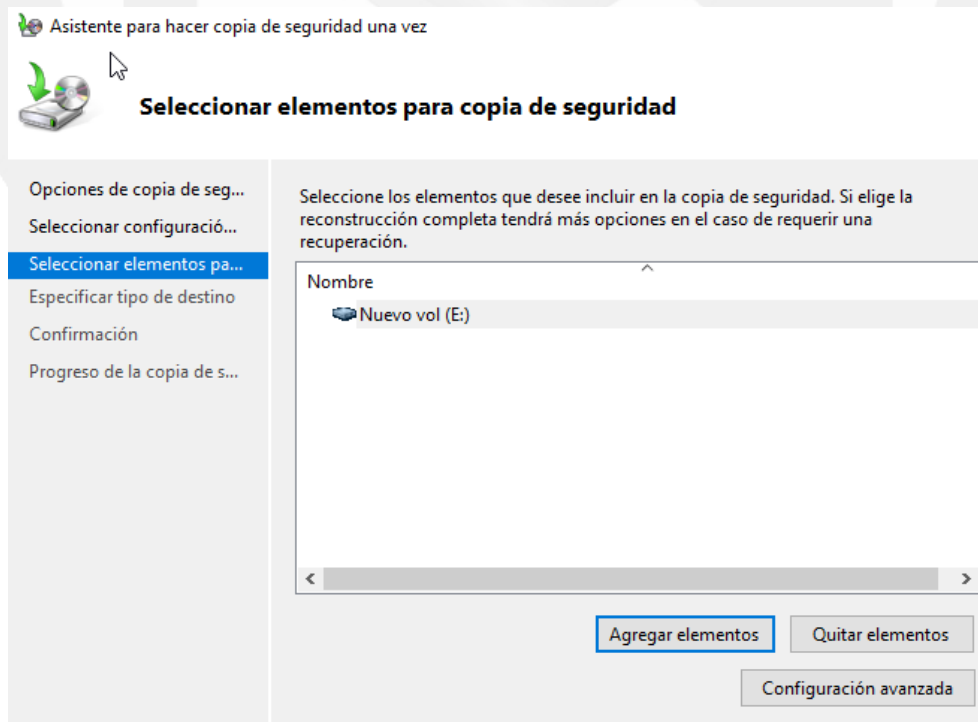 Asistente para hacer copia de seguridad una vez
Seleccionar elementos para copia de seguridad
Opciones de copia de seg...
Seleccionar configuració...
Seleccionar elementos pa...
Especificar tipo de destino
Confirmación
Progreso de la copia de s...
Seleccione los elementos que desee incluir en la copia de seguridad. Si elige la
reconstrucción completa tendrá más opciones en el caso de requerir una
recuperación.
Nombre
Nuevo vol (E:)
Agregar elementos
Quitar elementos
Configuración avanzada